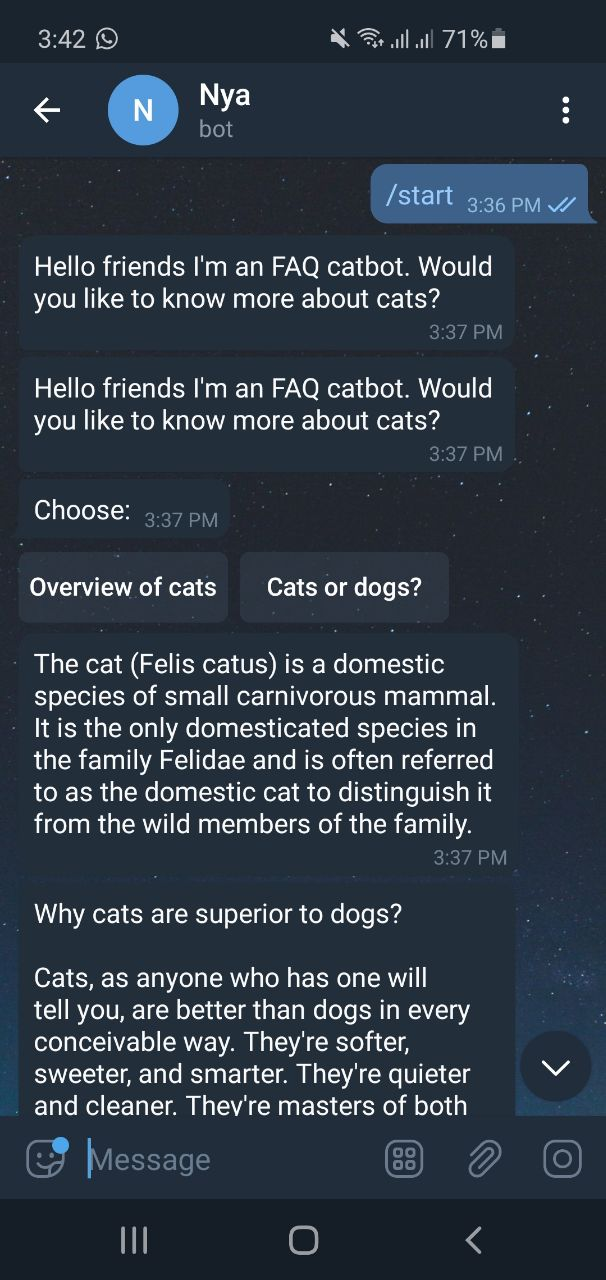 3:42 71%
N
Nya
bot
/start 3:36 PM
Hello friends I'm an FAQ catbot. Would
you like to know more about cats?
3:37 PM
Hello friends I'm an FAQ catbot. Would
you like to know more about cats?
3:37 PM
Choose: 3:37 PM
Overview of cats Cats or dogs?
The cat (Felis catus) is a domestic
species of small carnivorous mammal.
It is the only domesticated species in
the family Felidae and is often referred
to as the domestic cat to distinguish it
from the wild members of the family.
3:37 PM
Why cats are superior to dogs?
Cats, as anyone who has one will
tell you, are better than dogs in every
conceivable way. They're softer,
sweeter, and smarter. They're quieter
and cleaner. They're masters of both
Message